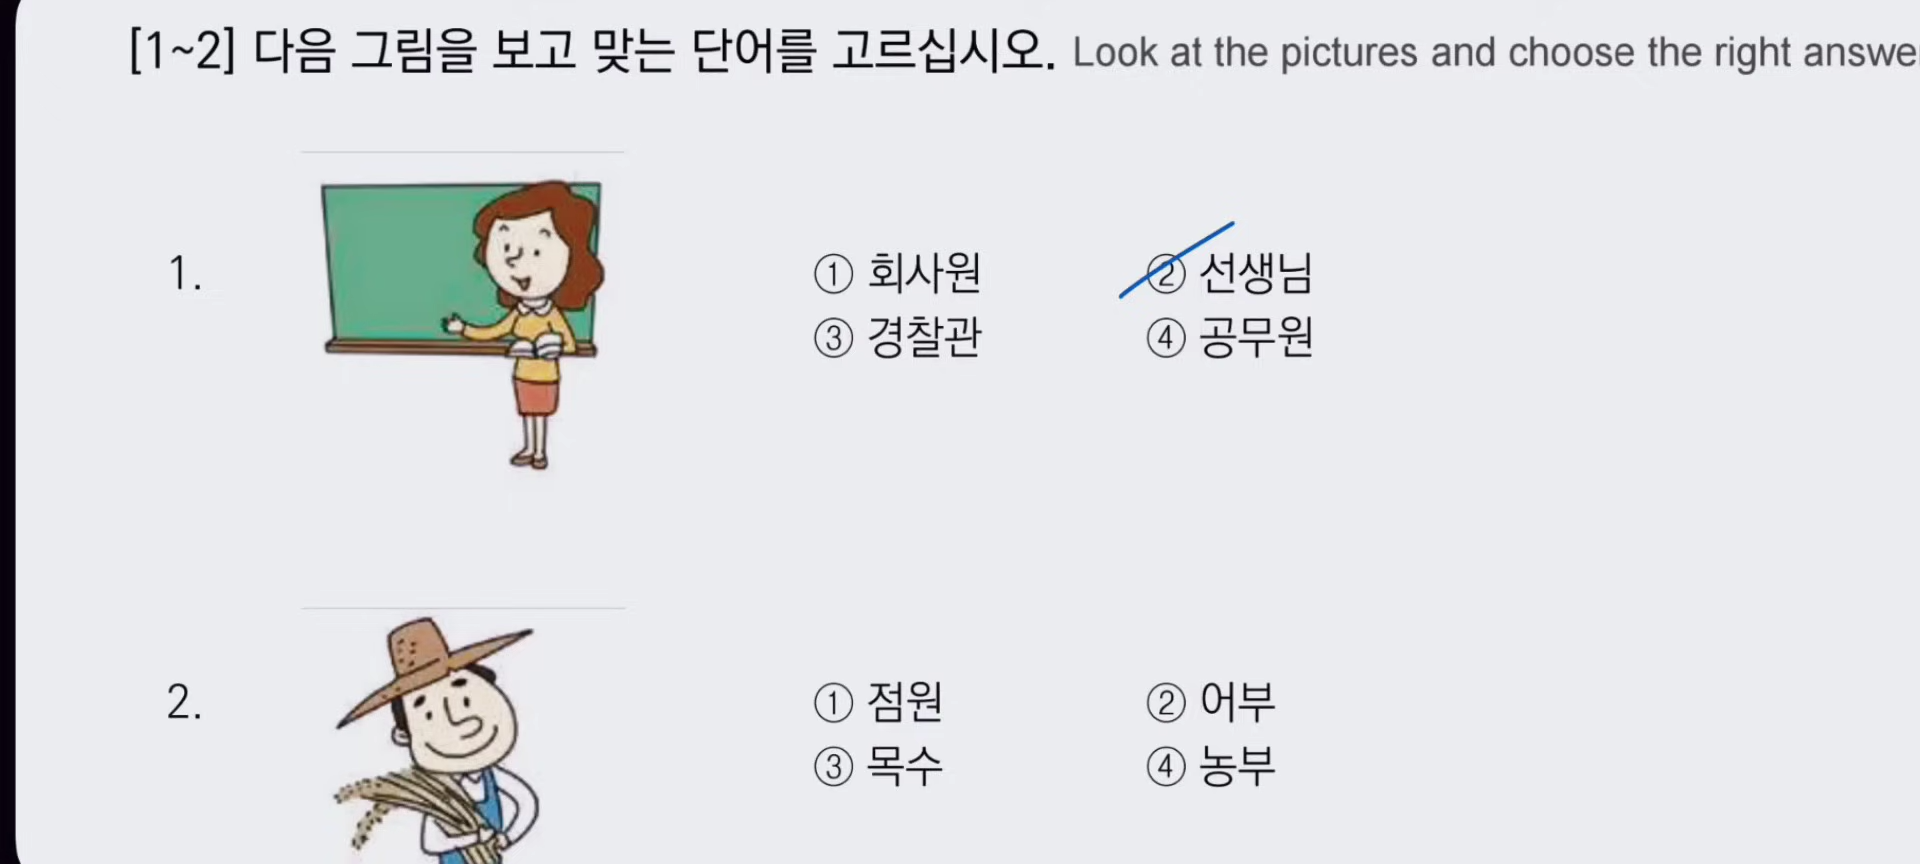 [1~2] 다음 그림을 보고 맞는 단어를 고르십시오. Look at the pictures and choose the right answe
1.
① 회사원 ② 선생님
③ 경찰관 ④ 공무원
2.
① 점원 ② 어부
③ 목수 ④ 농부